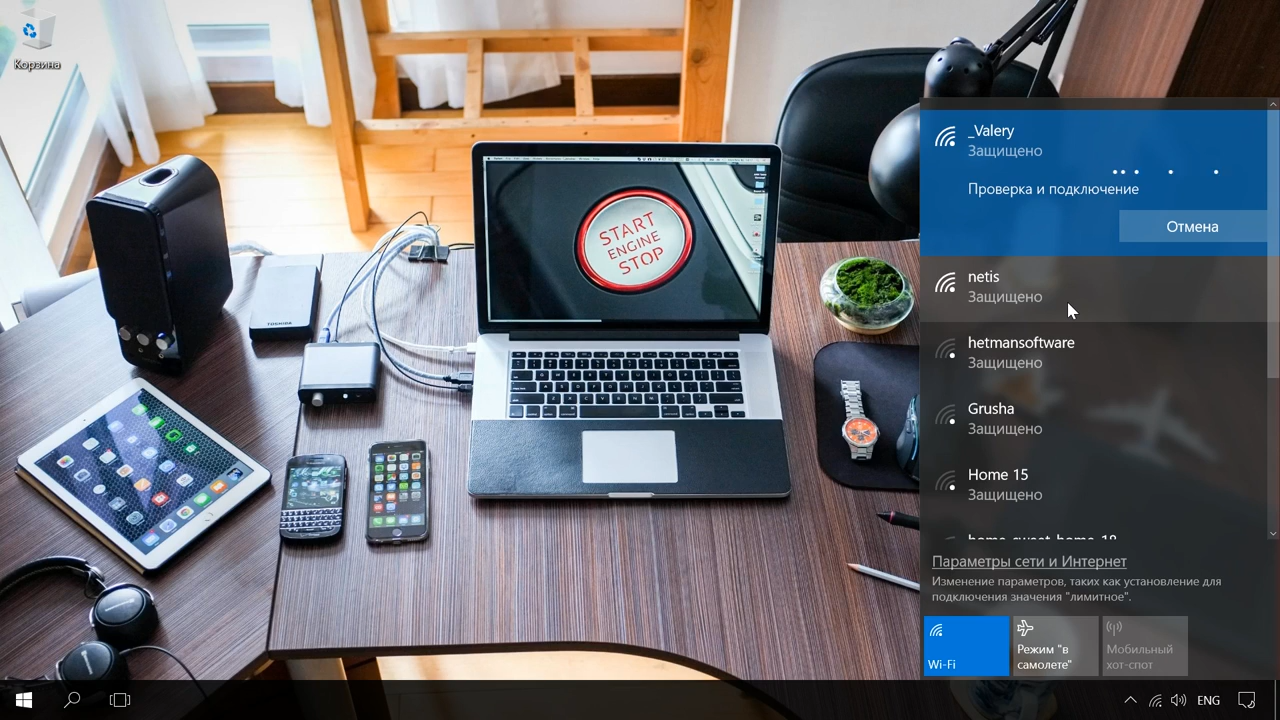 Корзина
START
ENGINE
STOP
TOSHIBA
_Valery
Защищено
Проверка и подключение
Отмена
netis
Защищено
hetmansoftware
Защищено
Grusha
Защищено
Home 15
Защищено
home_sweet_home_18
Параметры сети и Интернет
Изменение параметров, таких как установление для
подключения значения "лимитное".
Wi-Fi
Режим "в
самолете"
Мобильный
хот-спот
ENG